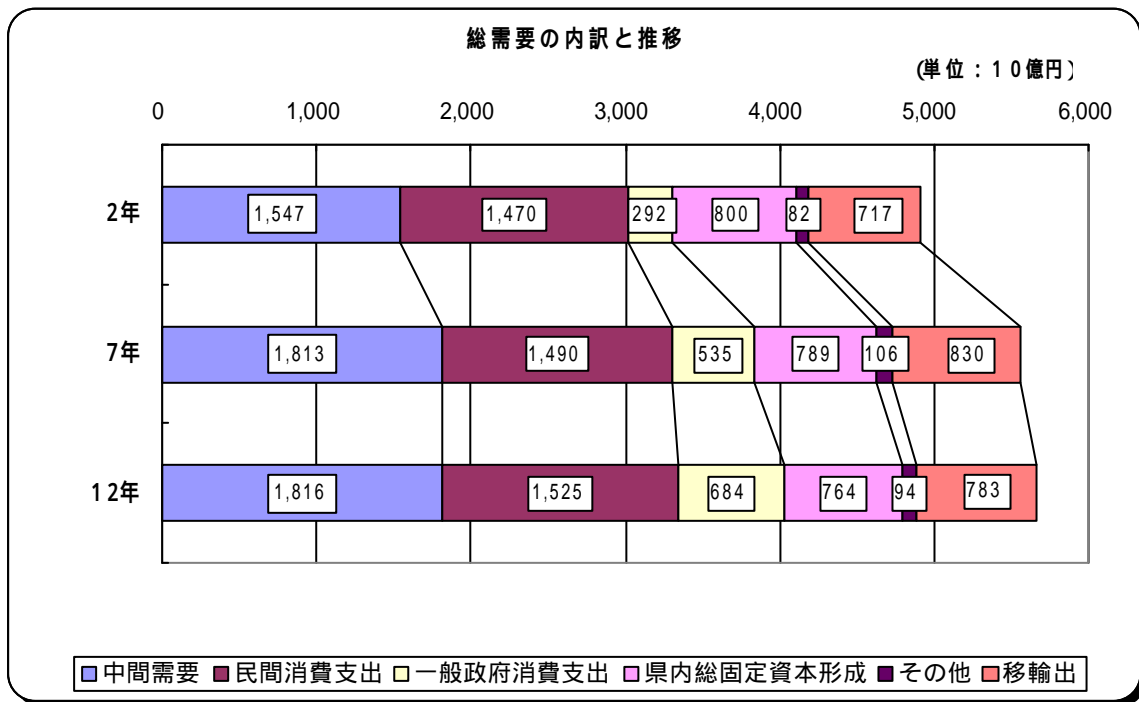 総需要の内訳と推移
(単位：１０億円)
0 1,000 2,000 3,000 4,000 5,000 6,000
2年 1,547 1,470 292 800 82 717
7年 1,813 1,490 535 789 106 830
12年 1,816 1,525 684 764 94 783
中間需要 民間消費支出 一般政府消費支出 県内総固定資本形成 その他 移輸出